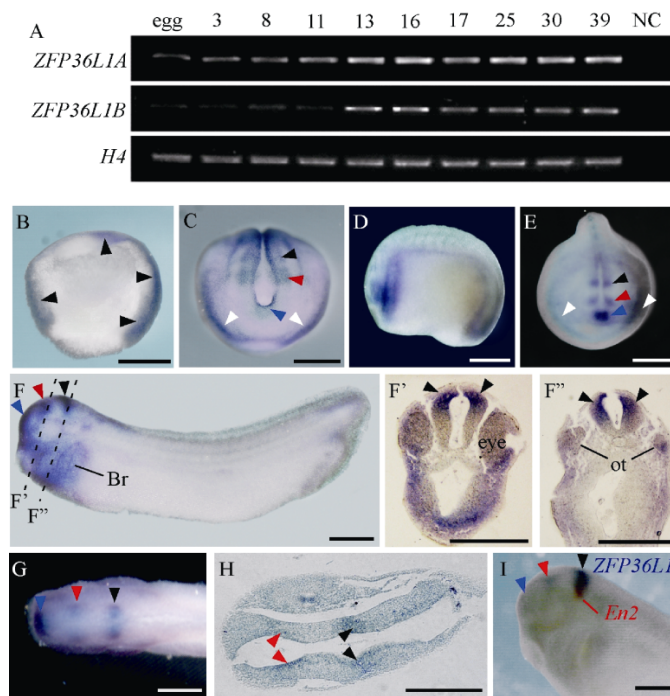 A
egg 3 8 11 13 16 17 25 30 39 NC
ZFP36L1A
ZFP36L1B
H4
B
C
D
E
F
Br
F'
F"
F'
eye
F"
ot
G
H
I
ZFP36L1
En2